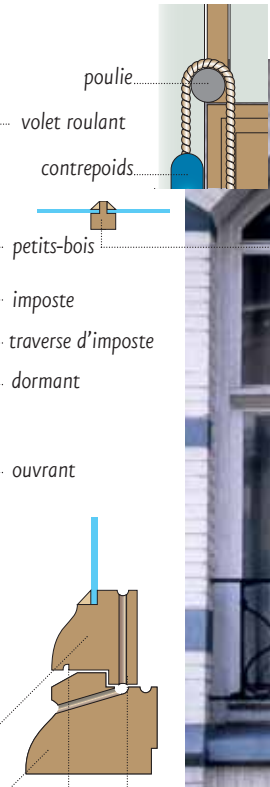 poulie
volet roulant
contrepoids
petits-bois
imposte
traverse d'imposte
dormant
ouvrant